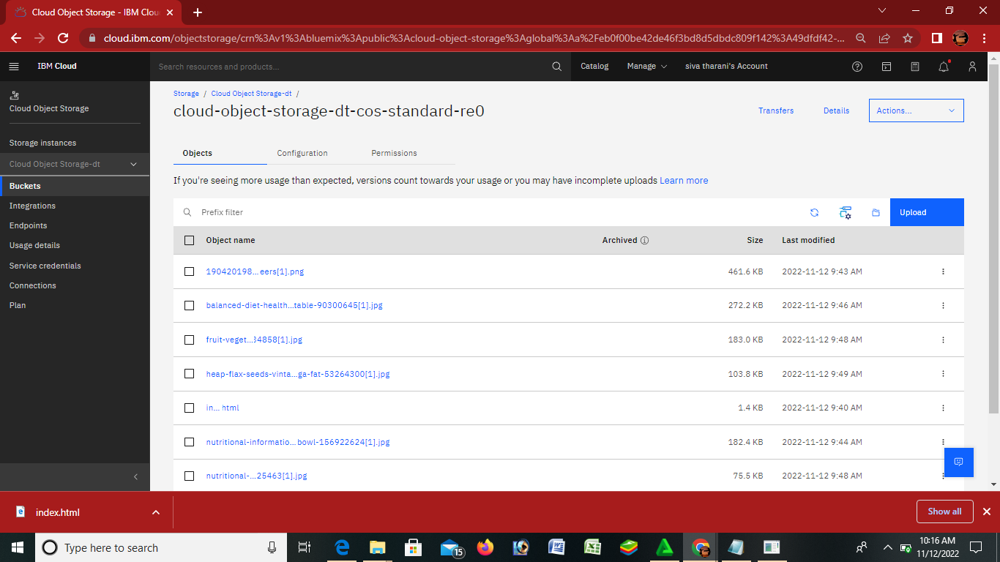 Cloud Object Storage - IBM Clou
cloud.ibm.com/objectstorage/crn%3Av1%3Abluemix%3Apublic%3Acloud-object-storage%3Aglobal%3Aa%2Feb0f00be42de46f3bd8d5dbdc809f142%3A49dfdf42-...
IBM Cloud
Search resources and products...
Catalog
Manage
siva tharani's Account
Cloud Object Storage
Storage instances
Cloud Object Storage-dt
Buckets
Integrations
Endpoints
Usage details
Service credentials
Connections
Plan
Storage / Cloud Object Storage-dt /
cloud-object-storage-dt-cos-standard-re0
Transfers
Details
Actions...
Objects
Configuration
Permissions
If you're seeing more usage than expected, versions count towards your usage or you may have incomplete uploads Learn more
Prefix filter
Upload
Object name Archived Size Last modified
190420198... eers[1].png 461.6 KB 2022-11-12 9:43 AM
balanced-diet-health...table-90300645[1].jpg 272.2 KB 2022-11-12 9:46 AM
fruit-veget...34858[1].jpg 183.0 KB 2022-11-12 9:48 AM
heap-flax-seeds-vinta...ga-fat-53264300[1].jpg 103.8 KB 2022-11-12 9:49 AM
in... html 1.4 KB 2022-11-12 9:40 AM
nutritional-informatio... bowl-156922624[1].jpg 182.4 KB 2022-11-12 9:44 AM
nutritional-...25463[1].jpg 75.5 KB 2022-11-12 9:48 AM
index.html
Show all
Type here to search
15
10:16 AM
11/12/2022